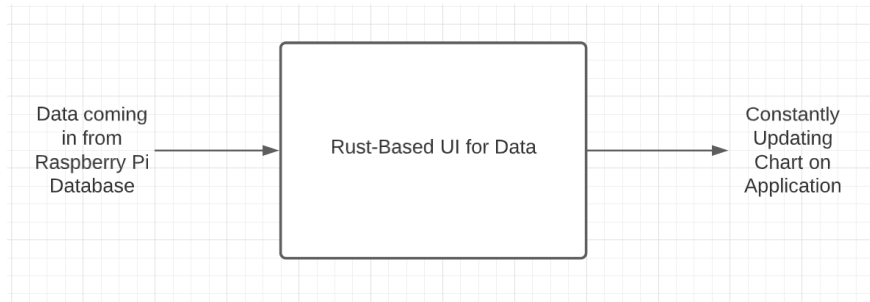 Data coming
in from
Raspberry Pi
Database
Rust-Based UI for Data
Constantly
Updating
Chart on
Application